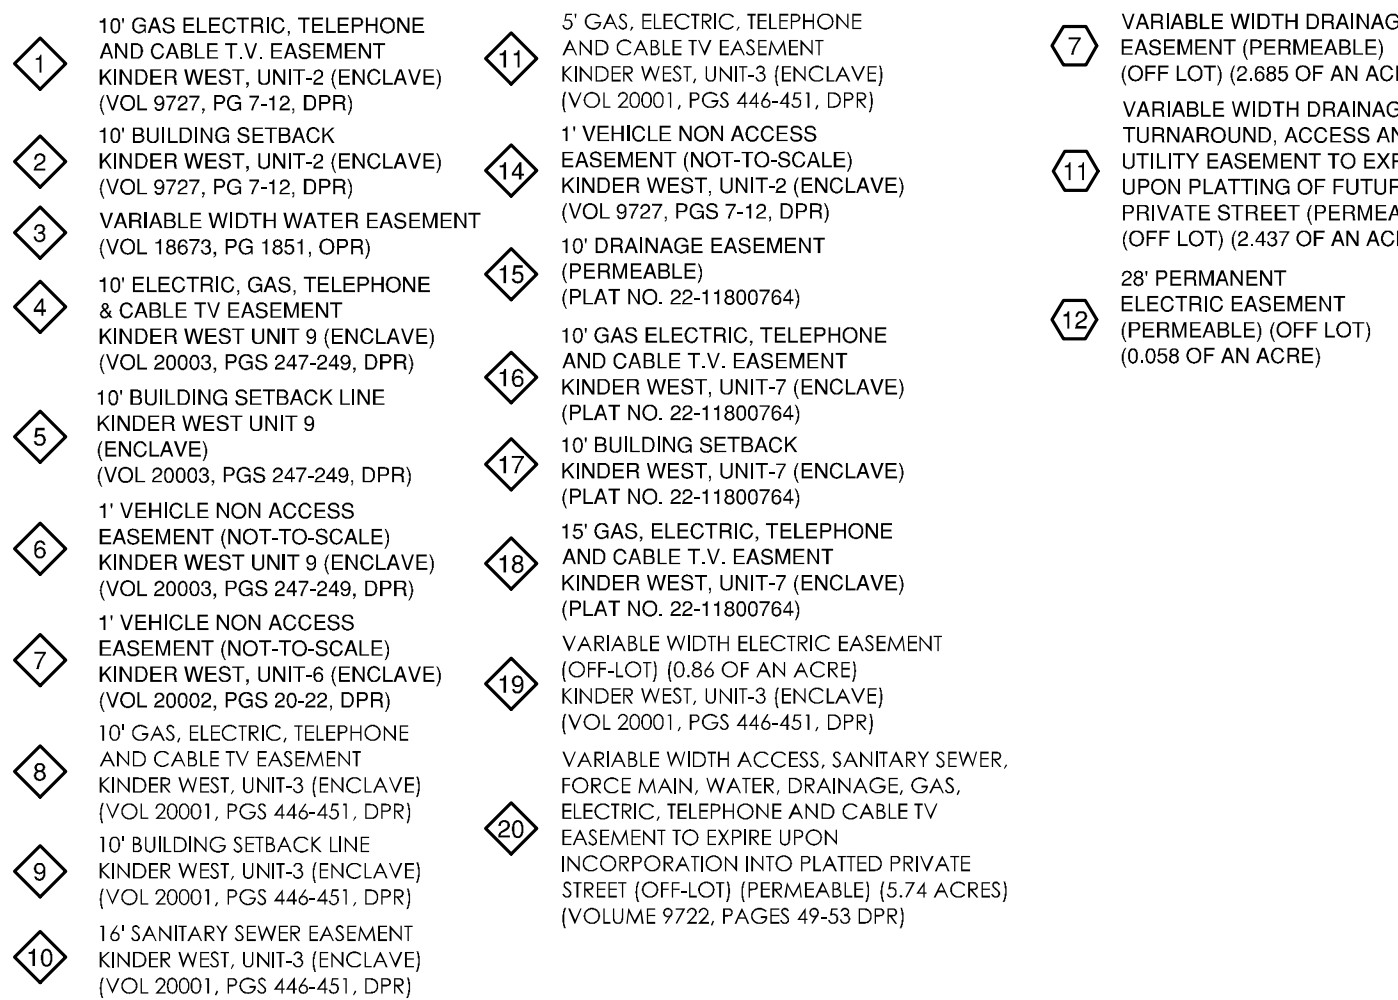 1
10' GAS ELECTRIC, TELEPHONE
AND CABLE T.V. EASEMENT
KINDER WEST, UNIT-2 (ENCLAVE)
(VOL 9727, PG 7-12, DPR)
2
10' BUILDING SETBACK
KINDER WEST, UNIT-2 (ENCLAVE)
(VOL 9727, PG 7-12, DPR)
3
VARIABLE WIDTH WATER EASEMENT
(VOL 18673, PG 1851, OPR)
4
10' ELECTRIC, GAS, TELEPHONE
& CABLE TV EASEMENT
KINDER WEST UNIT 9 (ENCLAVE)
(VOL 20003, PGS 247-249, DPR)
5
10' BUILDING SETBACK LINE
KINDER WEST UNIT 9
(ENCLAVE)
(VOL 20003, PGS 247-249, DPR)
6
1' VEHICLE NON ACCESS
EASEMENT (NOT-TO-SCALE)
KINDER WEST UNIT 9 (ENCLAVE)
(VOL 20003, PGS 247-249, DPR)
7
1' VEHICLE NON ACCESS
EASEMENT (NOT-TO-SCALE)
KINDER WEST, UNIT-6 (ENCLAVE)
(VOL 20002, PGS 20-22, DPR)
8
10' GAS, ELECTRIC, TELEPHONE
AND CABLE TV EASEMENT
KINDER WEST, UNIT-3 (ENCLAVE)
(VOL 20001, PGS 446-451, DPR)
9
10' BUILDING SETBACK LINE
KINDER WEST, UNIT-3 (ENCLAVE)
(VOL 20001, PGS 446-451, DPR)
10
16' SANITARY SEWER EASEMENT
KINDER WEST, UNIT-3 (ENCLAVE)
(VOL 20001, PGS 446-451, DPR)
11
5' GAS, ELECTRIC, TELEPHONE
AND CABLE TV EASEMENT
KINDER WEST, UNIT-3 (ENCLAVE)
(VOL 20001, PGS 446-451, DPR)
14
1' VEHICLE NON ACCESS
EASEMENT (NOT-TO-SCALE)
KINDER WEST, UNIT-2 (ENCLAVE)
(VOL 9727, PGS 7-12, DPR)
15
10' DRAINAGE EASEMENT
(PERMEABLE)
(PLAT NO. 22-11800764)
16
10' GAS ELECTRIC, TELEPHONE
AND CABLE T.V. EASEMENT
KINDER WEST, UNIT-7 (ENCLAVE)
(PLAT NO. 22-11800764)
17
10' BUILDING SETBACK
KINDER WEST, UNIT-7 (ENCLAVE)
(PLAT NO. 22-11800764)
18
15' GAS, ELECTRIC, TELEPHONE
AND CABLE T.V. EASMENT
KINDER WEST, UNIT-7 (ENCLAVE)
(PLAT NO. 22-11800764)
19
VARIABLE WIDTH ELECTRIC EASEMENT
(OFF-LOT) (0.86 OF AN ACRE)
KINDER WEST, UNIT-3 (ENCLAVE)
(VOL 20001, PGS 446-451, DPR)
20
VARIABLE WIDTH ACCESS, SANITARY SEWER,
FORCE MAIN, WATER, DRAINAGE, GAS,
ELECTRIC, TELEPHONE AND CABLE TV
EASEMENT TO EXPIRE UPON
INCORPORATION INTO PLATTED PRIVATE
STREET (OFF-LOT) (PERMEABLE) (5.74 ACRES)
(VOLUME 9722, PAGES 49-53 DPR)
7
VARIABLE WIDTH
EASEMENT (PERMEABLE)
(OFF LOT) (2.685 OF AN
11
VARIABLE WIDTH
TURNAROUND, ACCESS
UTILITY EASEMENT TO
UPON PLATTING OF
PRIVATE STREET
(OFF LOT) (2.437 OF AN
12
28' PERMANENT
ELECTRIC EASEMENT
(PERMEABLE) (OFF LOT)
(0.058 OF AN ACRE)